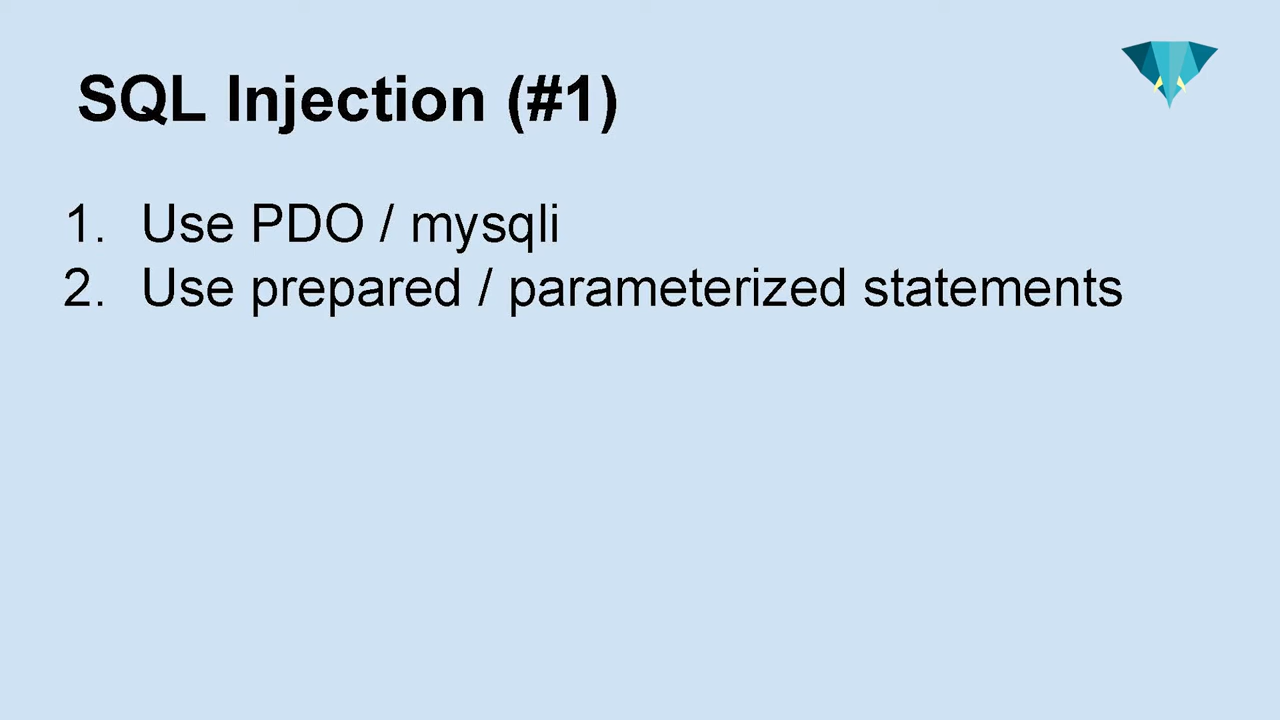 SQL Injection (#1)
1. Use PDO / mysqli
2. Use prepared / parameterized statements